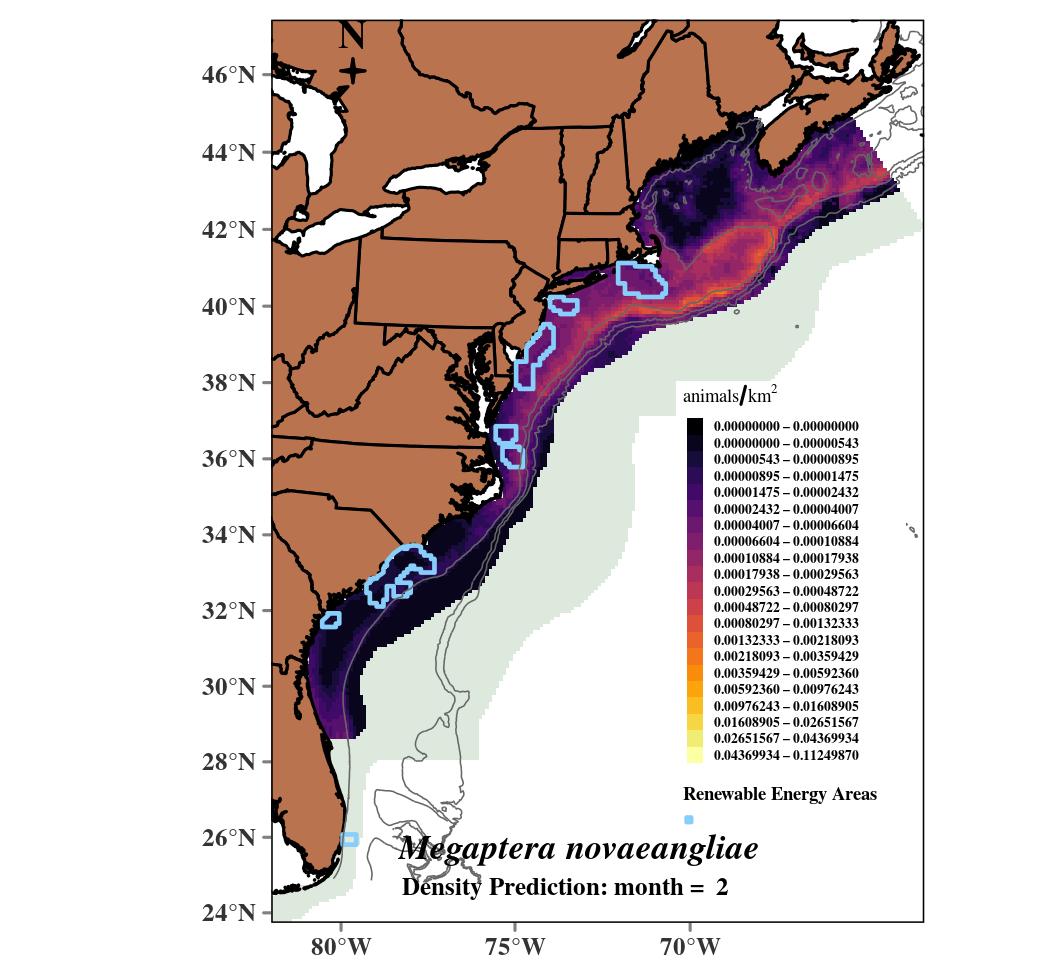 N
46°N
44°N
42°N
40°N
38°N
36°N
34°N
32°N
30°N
28°N
26°N
24°N
80°W
75°W
70°W
animals/km²
0.00000000 – 0.00000000
0.00000000 – 0.00000543
0.00000543 – 0.00000895
0.00000895 – 0.00001475
0.00001475 – 0.00002432
0.00002432 – 0.00004007
0.00004007 – 0.00006604
0.00006604 – 0.00010884
0.00010884 – 0.00017938
0.00017938 – 0.00029563
0.00029563 – 0.00048722
0.00048722 – 0.00080297
0.00080297 – 0.00132333
0.00132333 – 0.00218093
0.00218093 – 0.00359429
0.00359429 – 0.00592360
0.00592360 – 0.00976243
0.00976243 – 0.01608905
0.01608905 – 0.02651567
0.02651567 – 0.04369934
0.04369934 – 0.11249870
Renewable Energy Areas
Megaptera novaeangliae
Density Prediction: month = 2